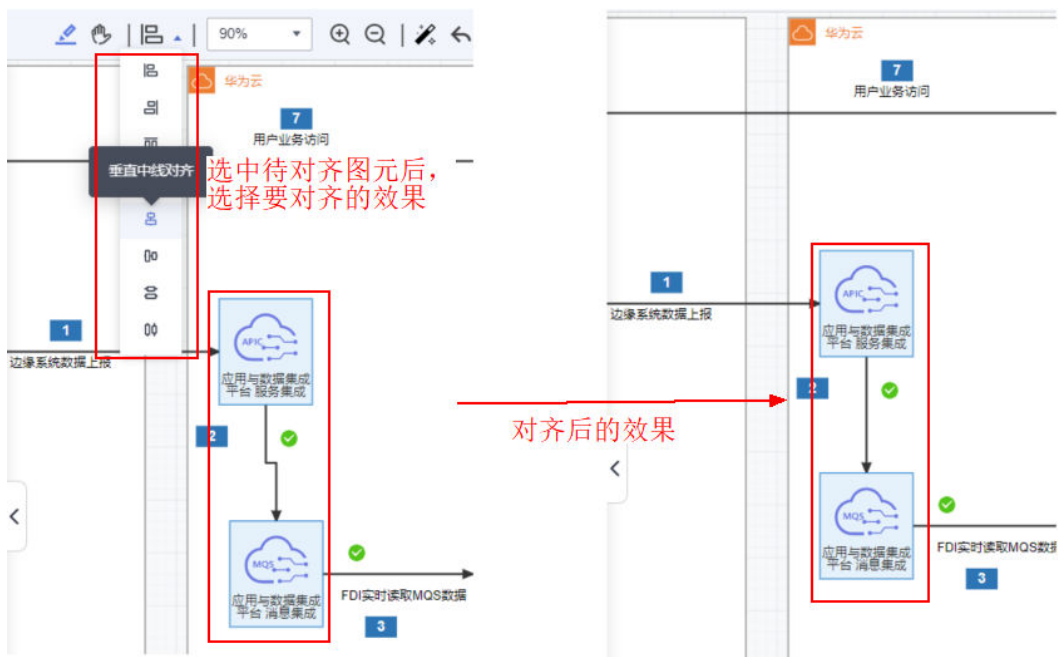 90%
华为云
7
用户业务访问
垂直中线对齐
选中待对齐图元后，
选择要对齐的效果
1
边缘系统数据上报
APIC
应用与数据集成
平台 服务集成
2
MQS
应用与数据集成
平台 消息集成
FDI实时读取MQS数据
3
对齐后的效果
华为云
7
用户业务访问
1
边缘系统数据上报
APIC
应用与数据集成
平台 服务集成
2
MQS
应用与数据集成
平台 消息集成
FDI实时读取MQS数据
3